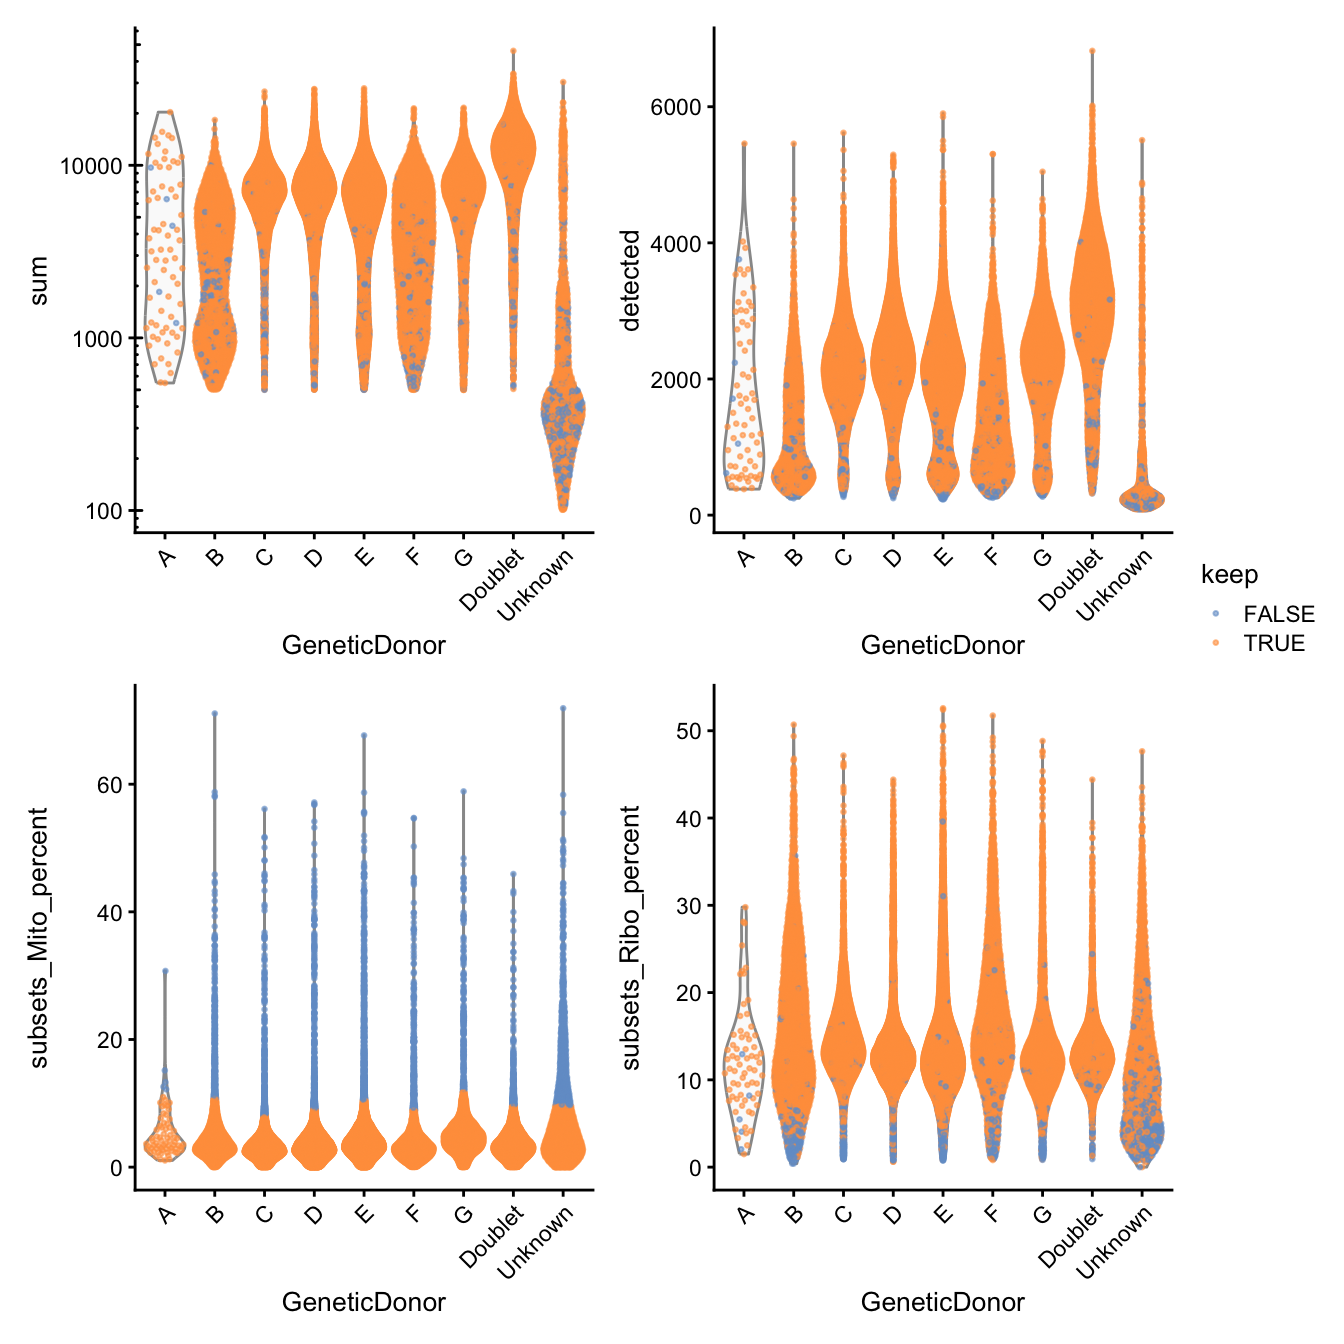 sum
10000
1000
100
A
B
C
D
E
F
G
Doublet
Unknown
GeneticDonor
detected
6000
4000
2000
0
A
B
C
D
E
F
G
Doublet
Unknown
GeneticDonor
keep
FALSE
TRUE
subsets_Mito_percent
60
40
20
0
A
B
C
D
E
F
G
Doublet
Unknown
GeneticDonor
subsets_Ribo_percent
50
40
30
20
10
0
A
B
C
D
E
F
G
Doublet
Unknown
GeneticDonor